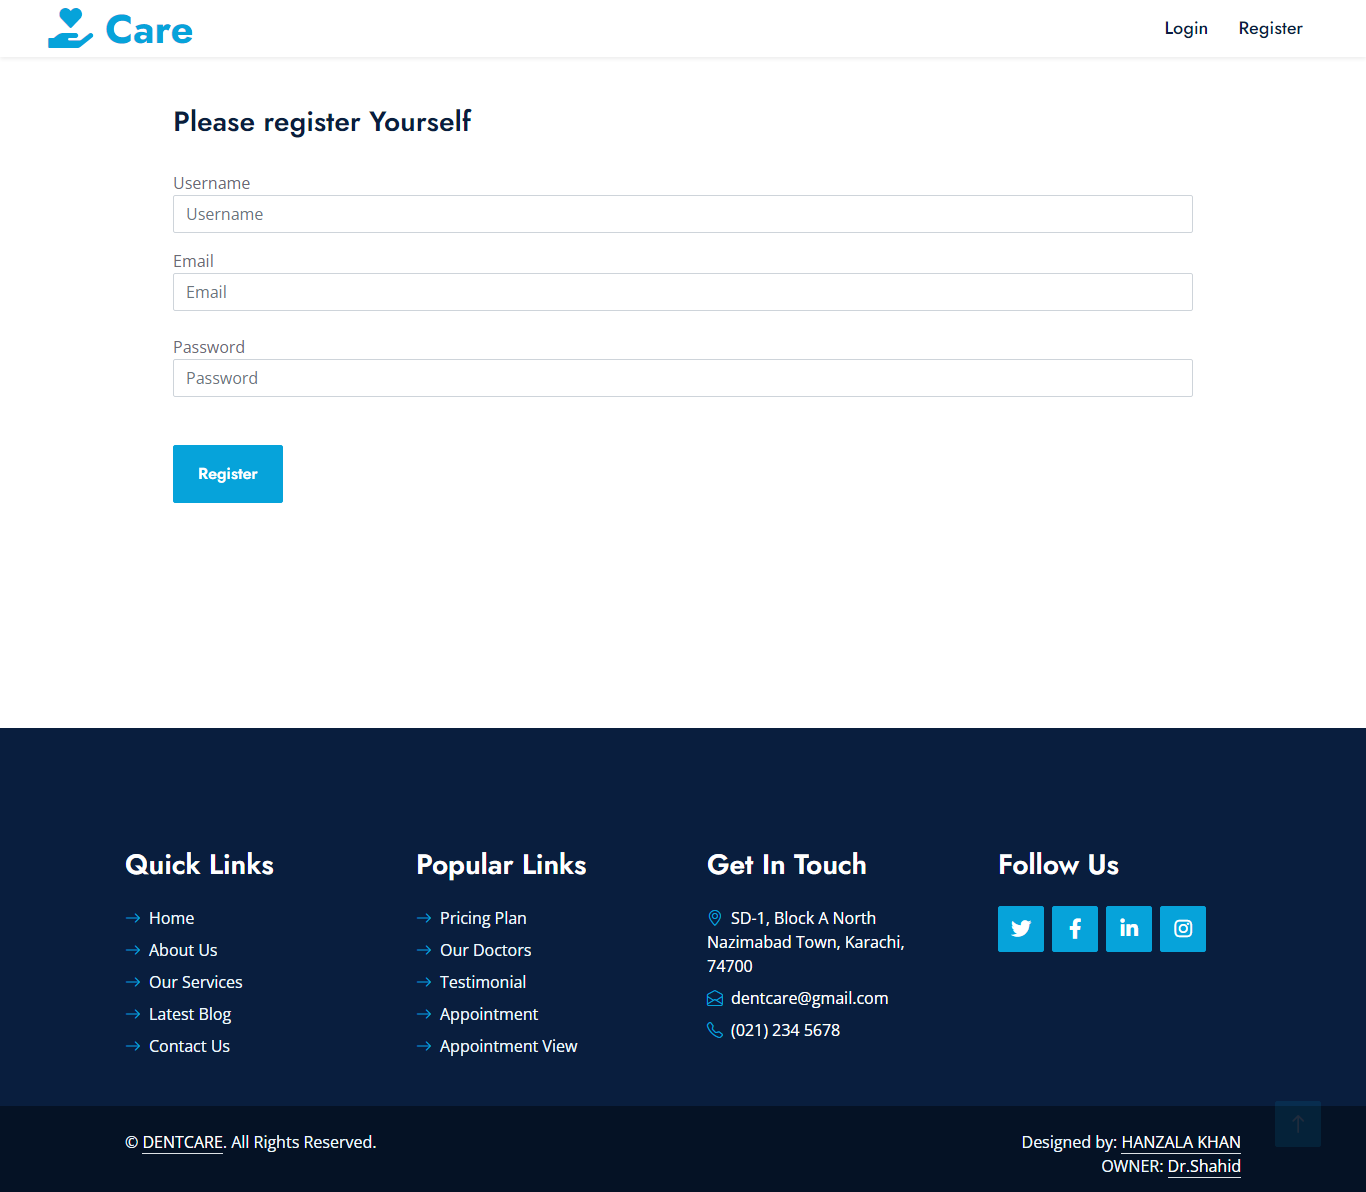 Care
Login
Register
Please register Yourself
Username
Username
Email
Email
Password
Password
Register
Quick Links
Home
About Us
Our Services
Latest Blog
Contact Us
Popular Links
Pricing Plan
Our Doctors
Testimonial
Appointment
Appointment View
Get In Touch
SD-1, Block A North
Nazimabad Town, Karachi,
74700
dentcare@gmail.com
(021) 234 5678
Follow Us
© DENTCARE. All Rights Reserved.
Designed by: HANZALA KHAN
OWNER: Dr.Shahid